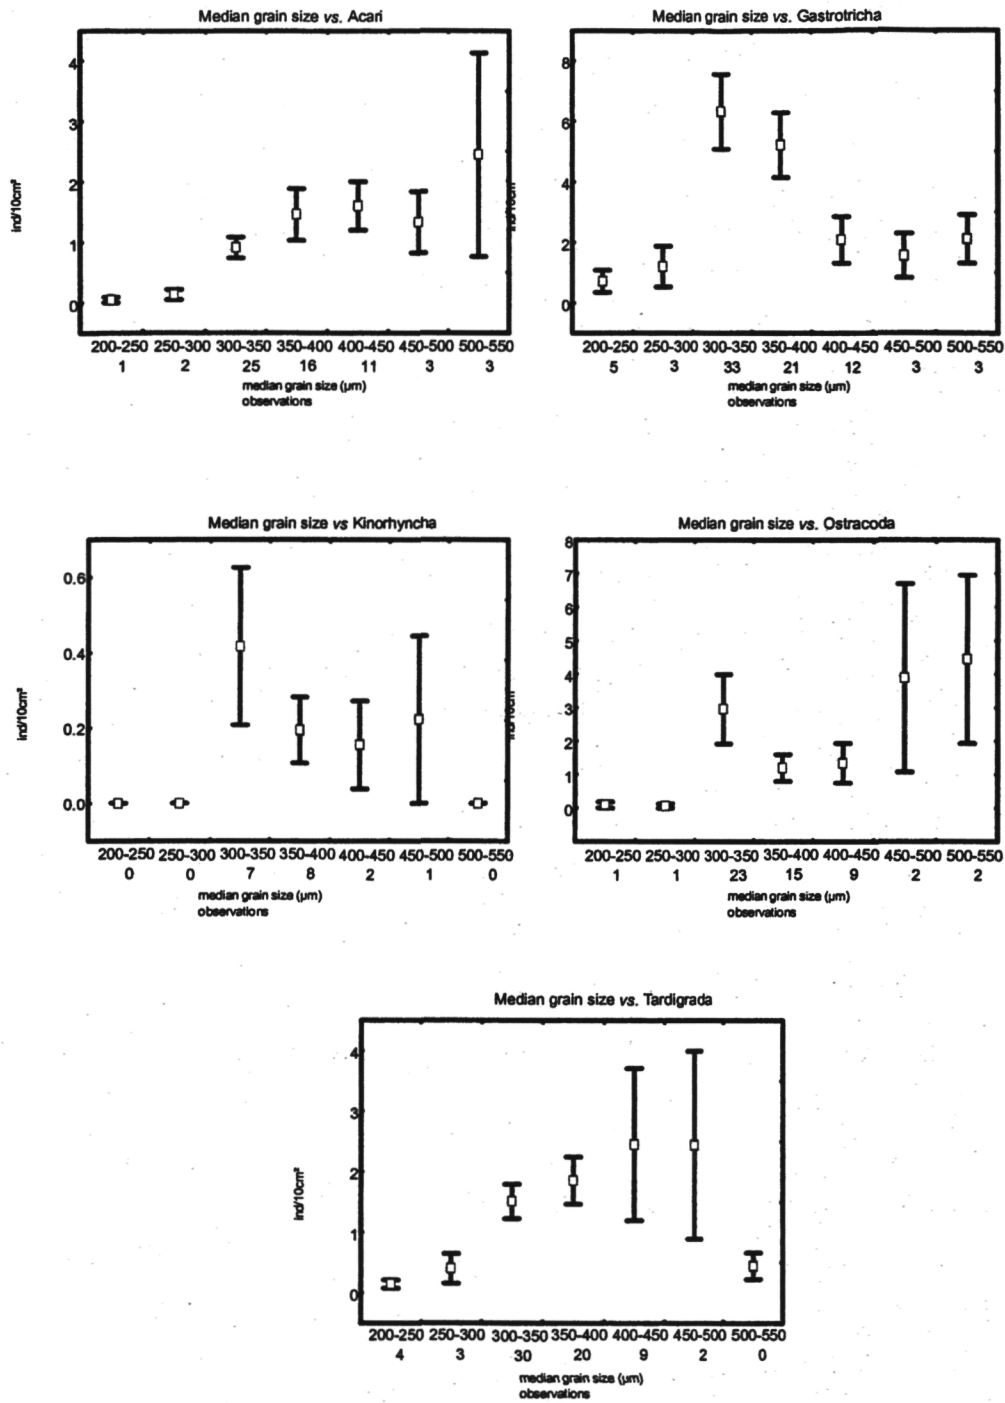 Median grain size vs. Acari
4
3
2
1
0
ind/10cm²
200-250 250-300 300-350 350-400 400-450 450-500 500-550
1 2 25 16 11 3 3
median grain size (µm)
observations
Median grain size vs. Gastrotricha
8
6
4
2
0
ind/10cm²
200-250 250-300 300-350 350-400 400-450 450-500 500-550
5 3 33 21 12 3 3
median grain size (µm)
observations
Median grain size vs Kinorhyncha
0.6
0.4
0.2
0.0
ind/10cm²
200-250 250-300 300-350 350-400 400-450 450-500 500-550
0 0 7 8 2 1 0
median grain size (µm)
observations
Median grain size vs. Ostracoda
8
7
6
5
4
3
2
1
0
ind/10cm²
200-250 250-300 300-350 350-400 400-450 450-500 500-550
1 1 23 15 9 2 2
median grain size (µm)
observations
Median grain size vs. Tardigrada
4
3
2
1
0
ind/10cm²
200-250 250-300 300-350 350-400 400-450 450-500 500-550
4 3 30 20 9 2 0
median grain size (µm)
observations